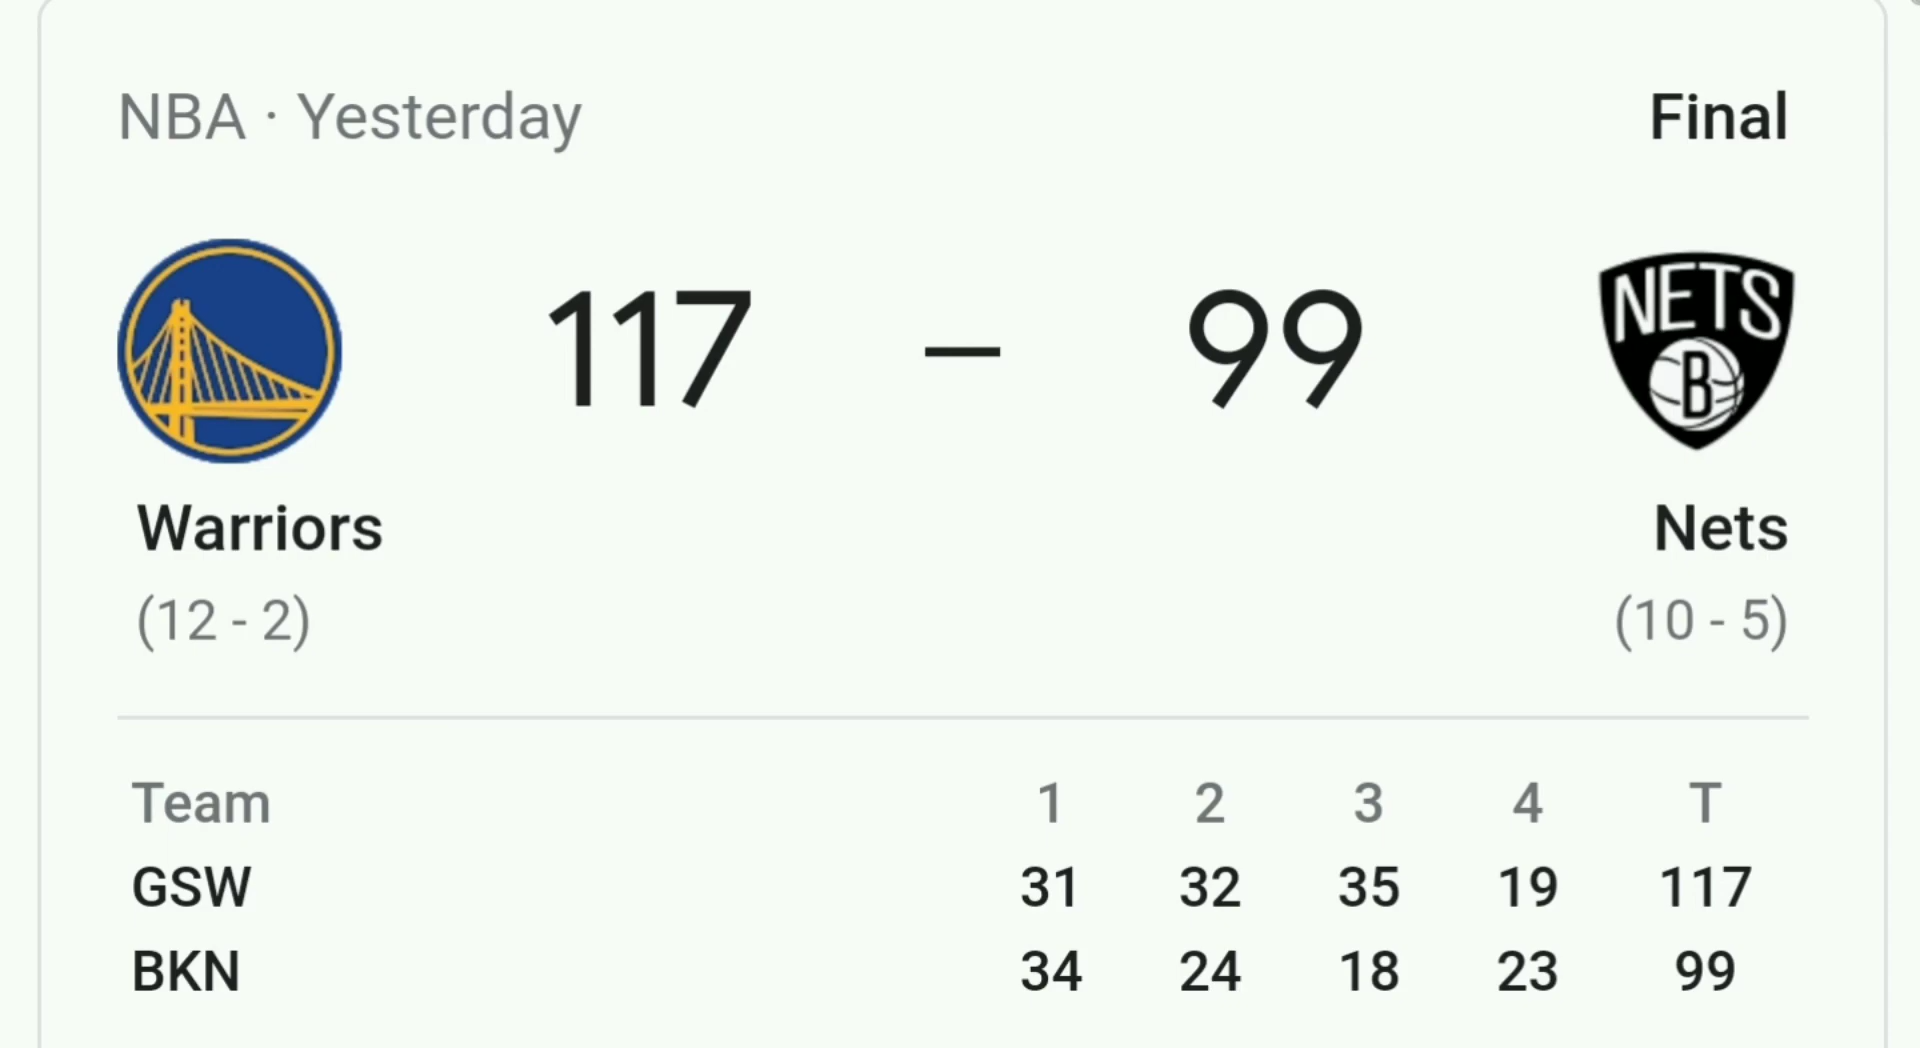 NBA · Yesterday Final
117 – 99
NETS
B
Warriors Nets
(12 - 2) (10 - 5)
Team 1 2 3 4 T
GSW 31 32 35 19 117
BKN 34 24 18 23 99